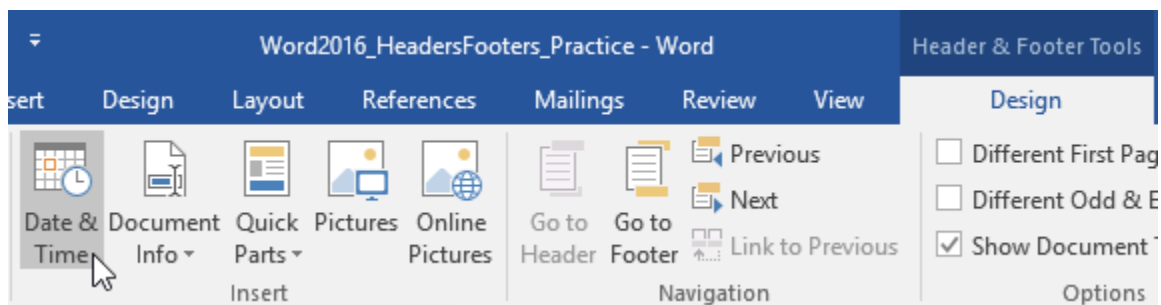 Word2016_HeadersFooters_Practice - Word
Header & Footer Tools
sert Design Layout References Mailings Review View Design
Date & Time
Document Info
Quick Parts
Pictures
Online Pictures
Go to Header
Go to Footer
Previous
Next
Link to Previous
Different First Pag
Different Odd & E
Show Document T
Insert
Navigation
Options